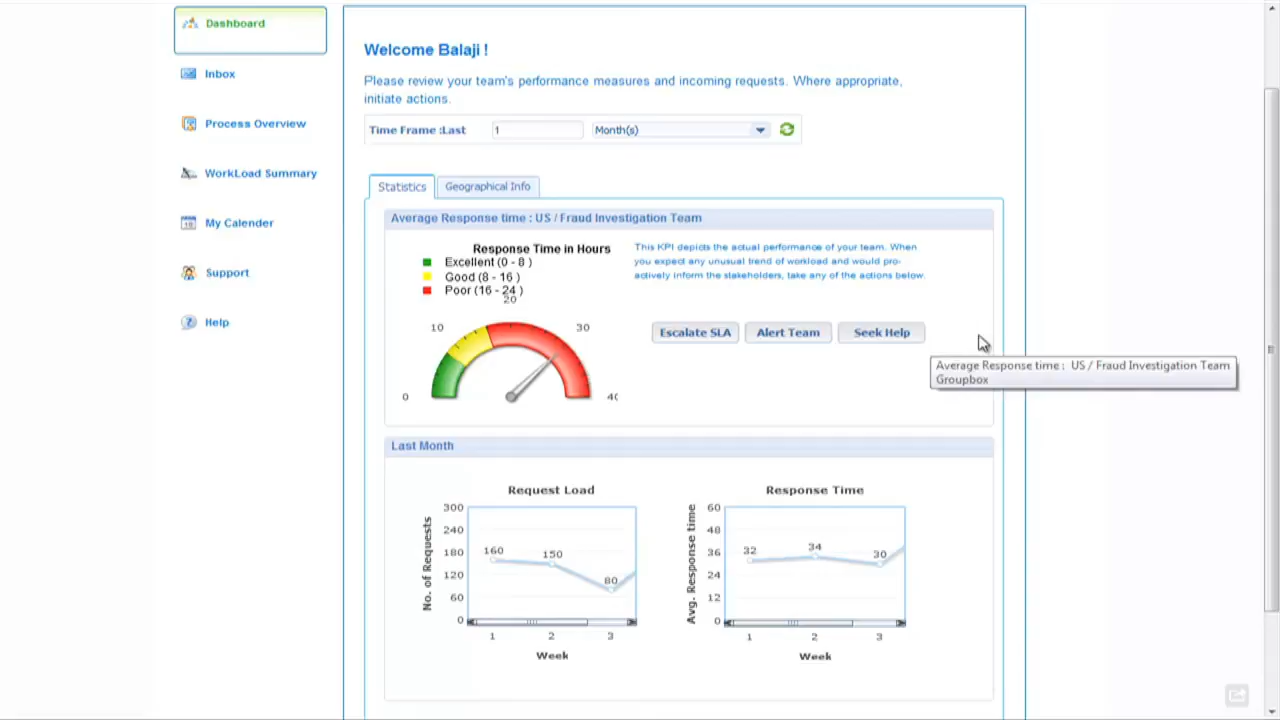 Dashboard
Inbox
Process Overview
WorkLoad Summary
My Calender
Support
Help
Welcome Balaji !
Please review your team's performance measures and incoming requests. Where appropriate,
initiate actions.
Time Frame :Last 1 Month(s)
Statistics Geographical Info
Average Response time : US / Fraud Investigation Team
Response Time in Hours
Excellent (0 - 8 )
Good (8 - 16 )
Poor (16 - 24 )
This KPI depicts the actual performance of your team. When
you expect any unusual trend of workload and would pro-
actively inform the stakeholders, take any of the actions below.
0 10 20 30 40
Escalate SLA Alert Team Seek Help
Average Response time : US / Fraud Investigation Team
Groupbox
Last Month
Request Load
No. of Requests
300
240
180
120
60
0
160 150 80
1 2 3
Week
Response Time
Avg. Response time
60
48
36
24
12
0
32 34 30
1 2 3
Week